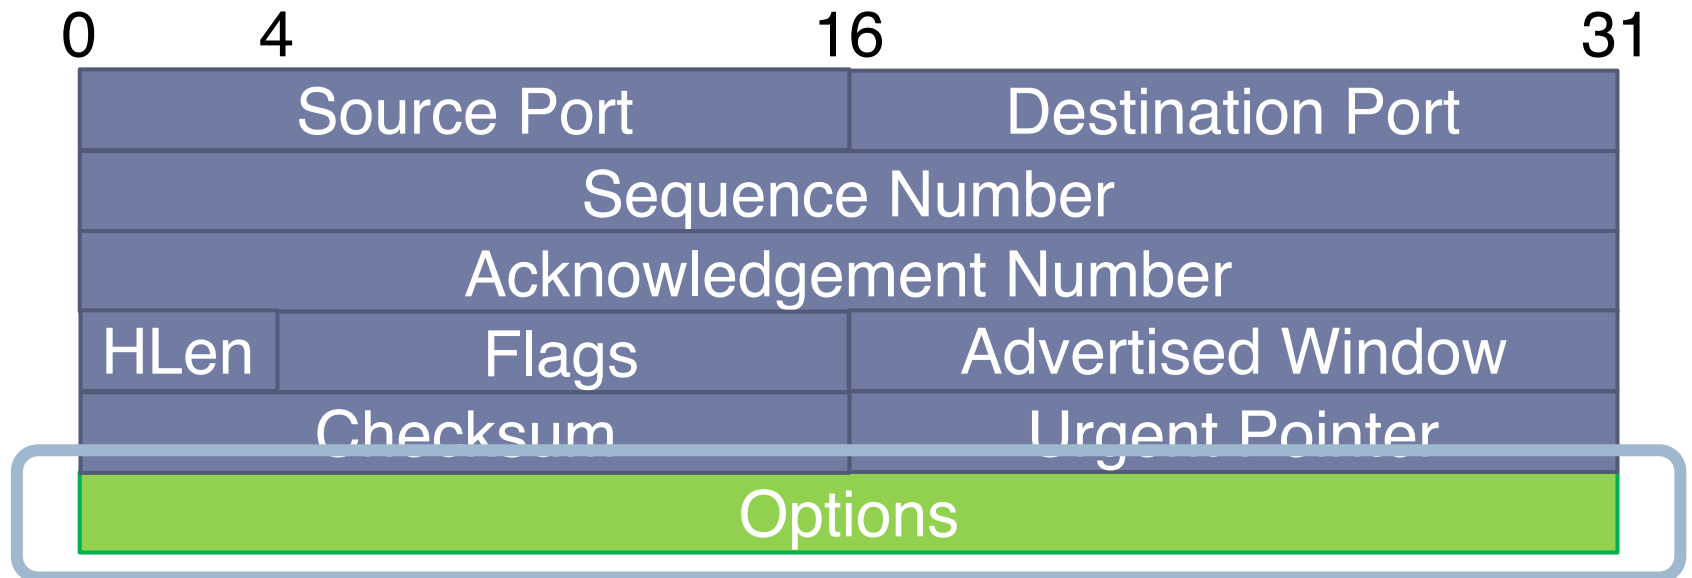 0 4 16 31
Source Port Destination Port
Sequence Number
Acknowledgement Number
HLen Flags Advertised Window
Checksum Urgent Pointer
Options